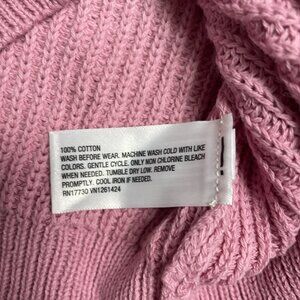 100% COTTON
WASH BEFORE WEAR. MACHINE WASH COLD WITH LIKE
COLORS. GENTLE CYCLE. ONLY NON CHLORINE BLEACH
WHEN NEEDED. TUMBLE DRY LOW. REMOVE
PROMPTLY. COOL IRON IF NEEDED.
RN17730 VN1261424